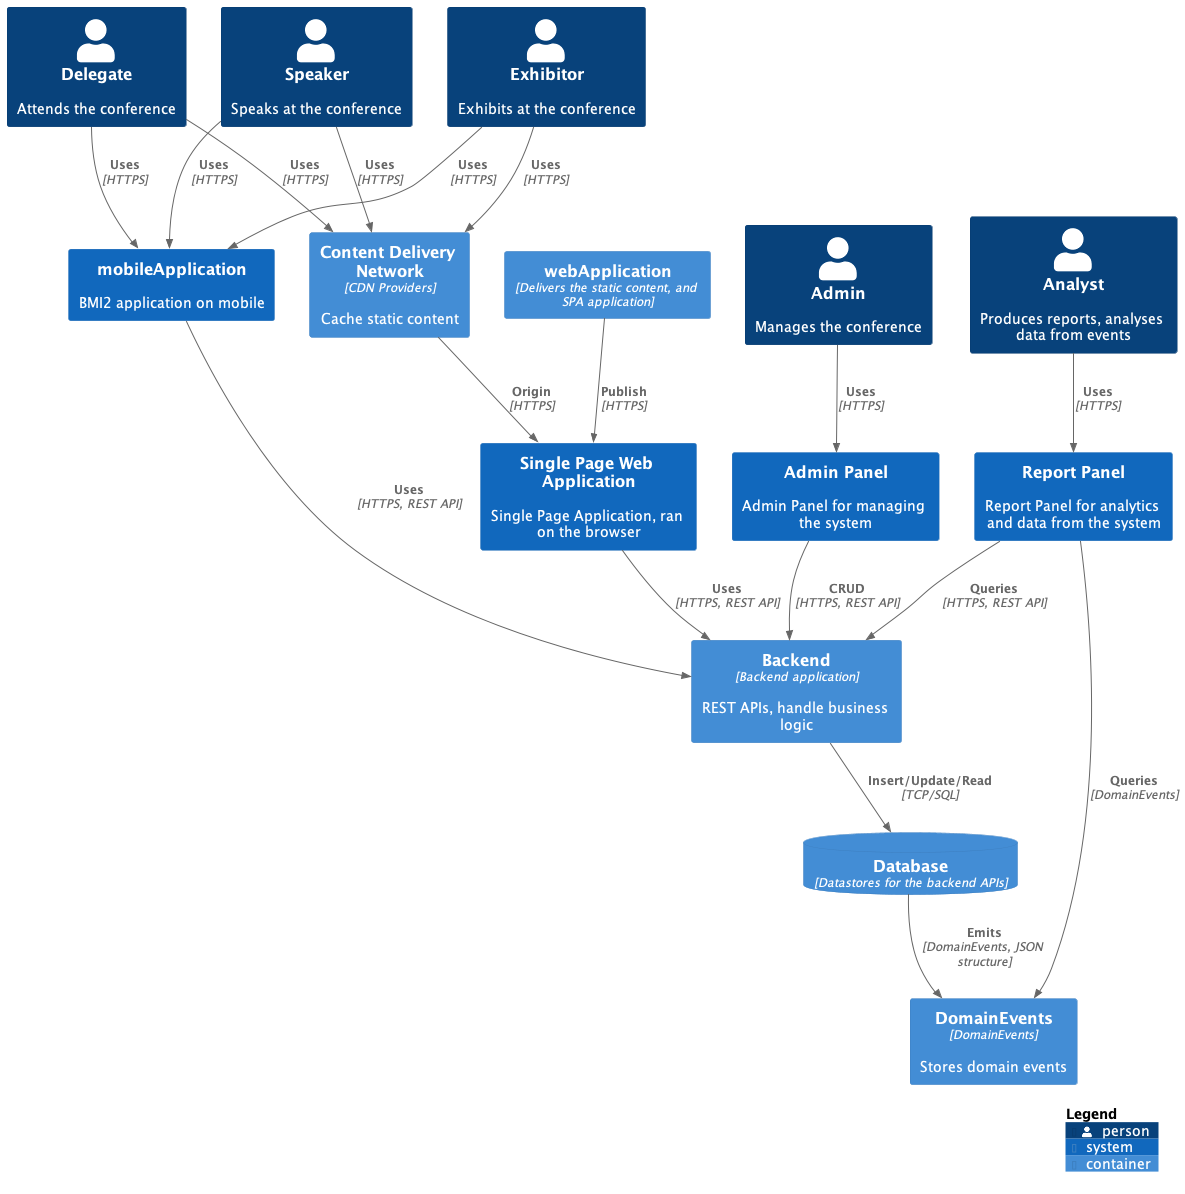 Delegate
Attends the conference
Speaker
Speaks at the conference
Exhibitor
Exhibits at the conference
Uses
[HTTPS]
Uses
[HTTPS]
Uses
[HTTPS]
Uses
[HTTPS]
Uses
[HTTPS]
Uses
[HTTPS]
mobileApplication
BMI2 application on mobile
Content Delivery
Network
[CDN Providers]
Cache static content
webApplication
[Delivers the static content, and
SPA application]
Admin
Manages the conference
Analyst
Produces reports, analyses
data from events
Origin
[HTTPS]
Publish
[HTTPS]
Uses
[HTTPS]
Uses
[HTTPS]
Uses
[HTTPS, REST API]
Single Page Web
Application
Single Page Application, ran
on the browser
Admin Panel
Admin Panel for managing
the system
Report Panel
Report Panel for analytics
and data from the system
Uses
[HTTPS, REST API]
CRUD
[HTTPS, REST API]
Queries
[HTTPS, REST API]
Backend
[Backend application]
REST APIs, handle business
logic
Insert/Update/Read
[TCP/SQL]
Queries
[DomainEvents]
Database
[Datastores for the backend APIs]
Emits
[DomainEvents, JSON
structure]
DomainEvents
[DomainEvents]
Stores domain events
Legend
person
system
container